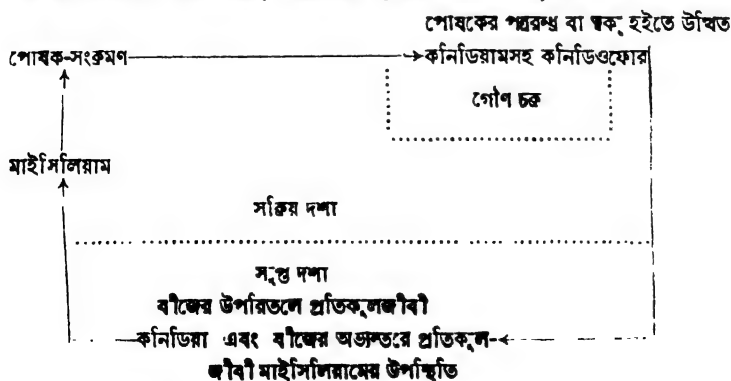 পোষকের পত্ররন্ধ্র বা ত্বক্ হইতে উত্থিত
পোষক-সংক্রমণ কনিডিয়ামসহ কনিডিওফোর
গৌণ চক্র
মাইসিলিয়াম
সক্রিয় দশা
সুপ্ত দশা
বীজের উপরিতলে প্রতিকূলজীবী
কনিডিয়া এবং বীজের অভ্যন্তরে প্রতিকূল-
জীবী মাইসিলিয়ামের উপস্থিতি